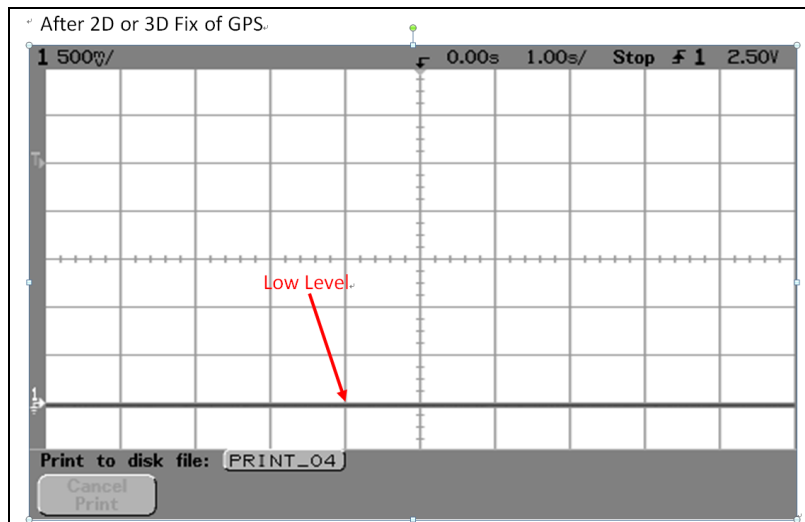 After 2D or 3D Fix of GPS
1 500mV/ 0.00s 1.00s/ Stop 1 2.50V
T
Low Level
1
Print to disk file: PRINT_04
Cancel
Print